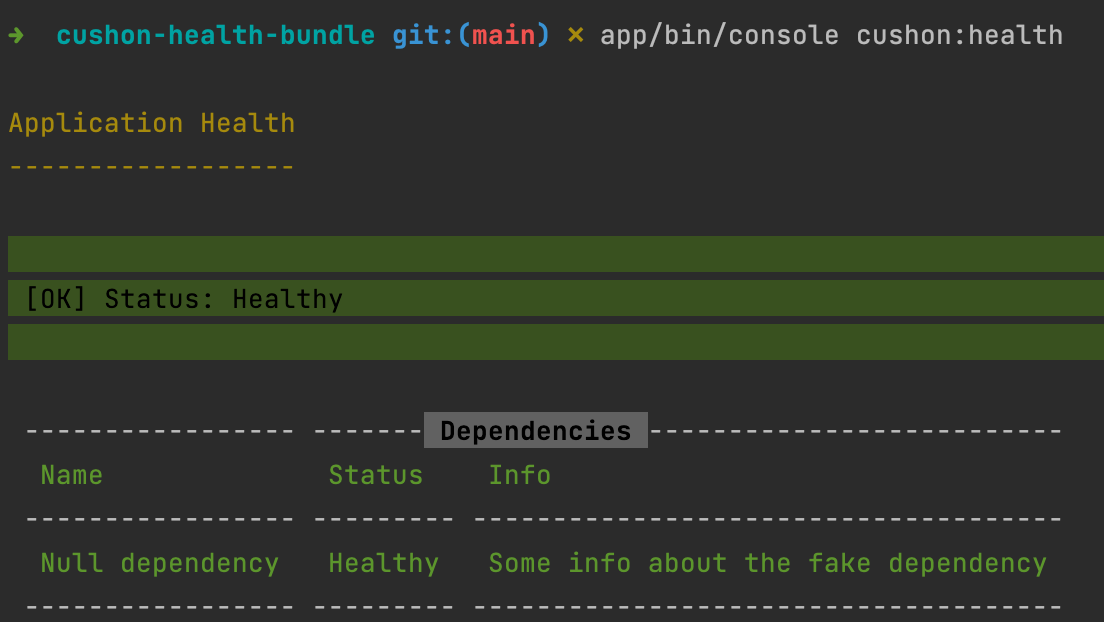 ➜  cushon-health-bundle git:(main) × app/bin/console cushon:health
Application Health
------------------
[OK] Status: Healthy
----------------- ------- Dependencies --------------------------
Name              Status    Info
----------------- --------- -------------------------------------
Null dependency   Healthy   Some info about the fake dependency
----------------- --------- -------------------------------------